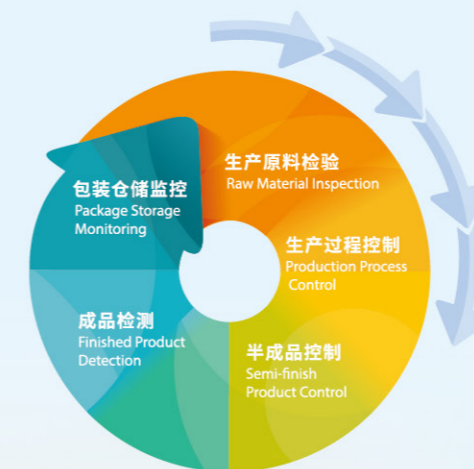 生产原料检验
Raw Material Inspection
生产过程控制
Production Process
Control
半成品控制
Semi-finish
Product Control
成品检测
Finished Product
Detection
包装仓储监控
Package Storage
Monitoring